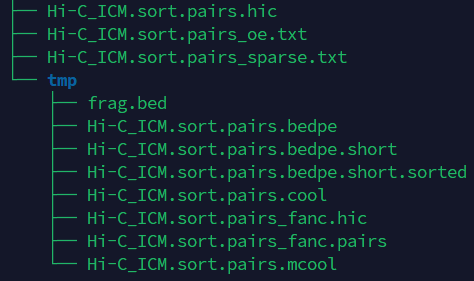 ├── Hi-C_ICM.sort.pairs.hic
├── Hi-C_ICM.sort.pairs_oe.txt
├── Hi-C_ICM.sort.pairs_sparse.txt
└── tmp
    ├── frag.bed
    ├── Hi-C_ICM.sort.pairs.bedpe
    ├── Hi-C_ICM.sort.pairs.bedpe.short
    ├── Hi-C_ICM.sort.pairs.bedpe.short.sorted
    ├── Hi-C_ICM.sort.pairs.cool
    ├── Hi-C_ICM.sort.pairs_fanc.hic
    ├── Hi-C_ICM.sort.pairs_fanc.pairs
    └── Hi-C_ICM.sort.pairs.mcool